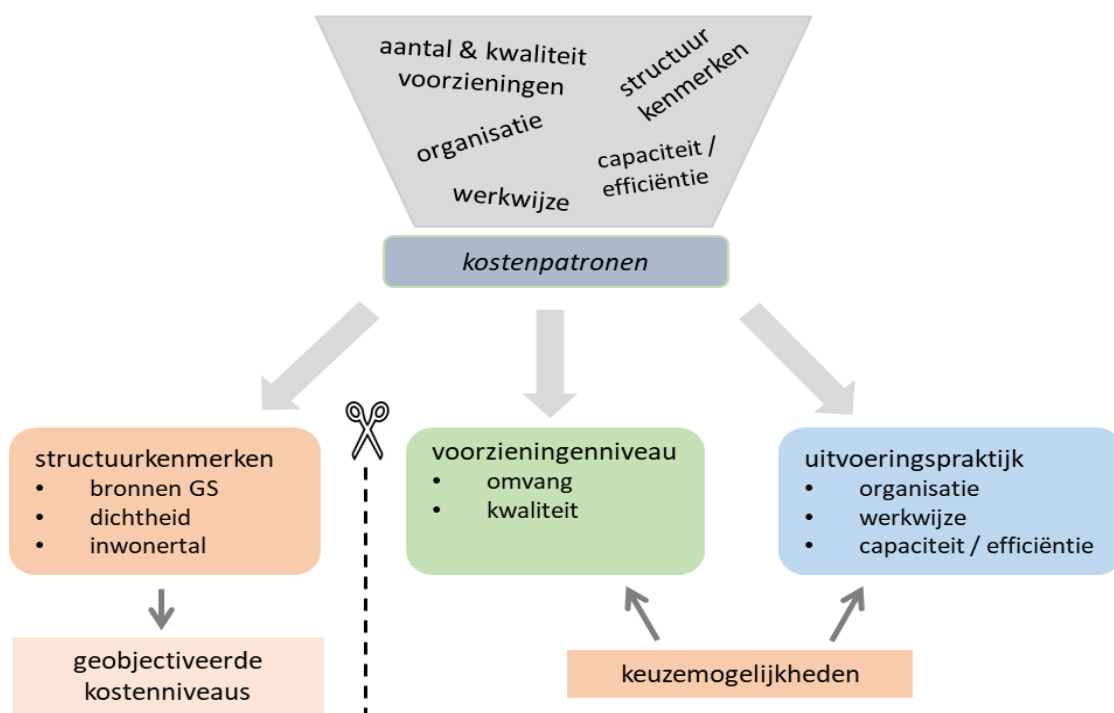 aantal & kwaliteit
voorzieningen
structuur
kenmerken
organisatie
capaciteit /
efficiëntie
werkwijze
kostenpatronen
structuurkenmerken
• bronnen GS
• dichtheid
• inwonertal
voorzieningenniveau
• omvang
• kwaliteit
uitvoeringspraktijk
• organisatie
• werkwijze
• capaciteit / efficiëntie
geobjectiveerde
kostenniveaus
keuzemogelijkheden